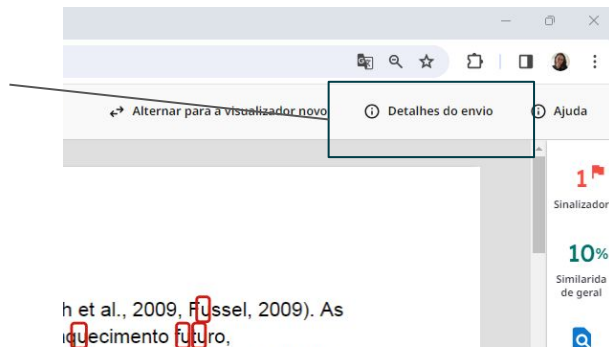 Alternar para a visualizador novo
Detalhes do envio
Ajuda
1
Sinalizador
10%
Similarida
de geral
h et al., 2009, Fussel, 2009). As
quecimento futuro,